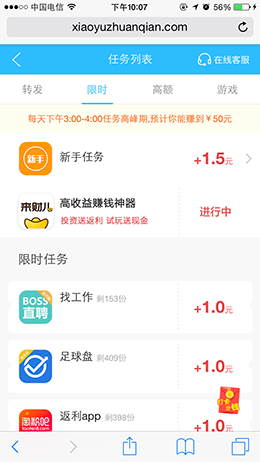 中国电信 下午10:07 56%
xiaoyuzhuanqian.com
任务列表 在线客服
转发 限时 高额 游戏
每天下午3:00-4:00任务高峰期,预计你能赚到￥50元
新手 新手任务 +1.5元
来财儿 高收益赚钱神器 进行中
投资送返利 试玩送现金
限时任务
BOSS 直聘 找工作 剩153份 +1.0元
足球盘 剩409份 +1.0元
淘粉吧 返利app 剩398份 +1.0元